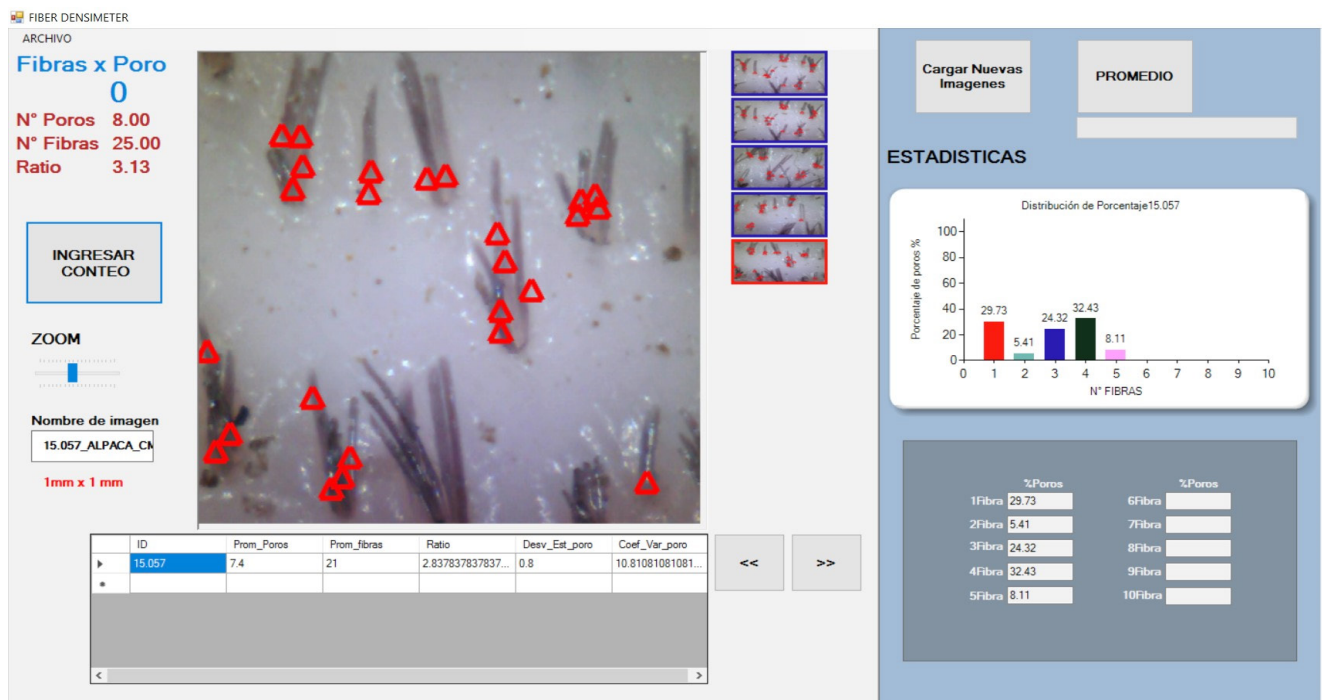 FIBER DENSIMETER
ARCHIVO
Fibras x Poro
0
N° Poros 8.00
N° Fibras 25.00
Ratio 3.13
INGRESAR
CONTEO
ZOOM
Nombre de imagen
15.057_ALPACA_CM
1mm x 1 mm
ID Prom_Poros Prom_fibras Ratio Desv_Est_poro Coef_Var_poro
15.057 7.4 21 2.837837837837... 0.8 10.81081081081...
<< >>
Cargar Nuevas
Imagenes
PROMEDIO
ESTADISTICAS
Distribución de Porcentaje15.057
Porcentaje de poros %
100
80
60
40
20
0
29.73
5.41
24.32
32.43
8.11
0 1 2 3 4 5 6 7 8 9 10
N° FIBRAS
%Poros %Poros
1Fibra 29.73 6Fibra
2Fibra 5.41 7Fibra
3Fibra 24.32 8Fibra
4Fibra 32.43 9Fibra
5Fibra 8.11 10Fibra